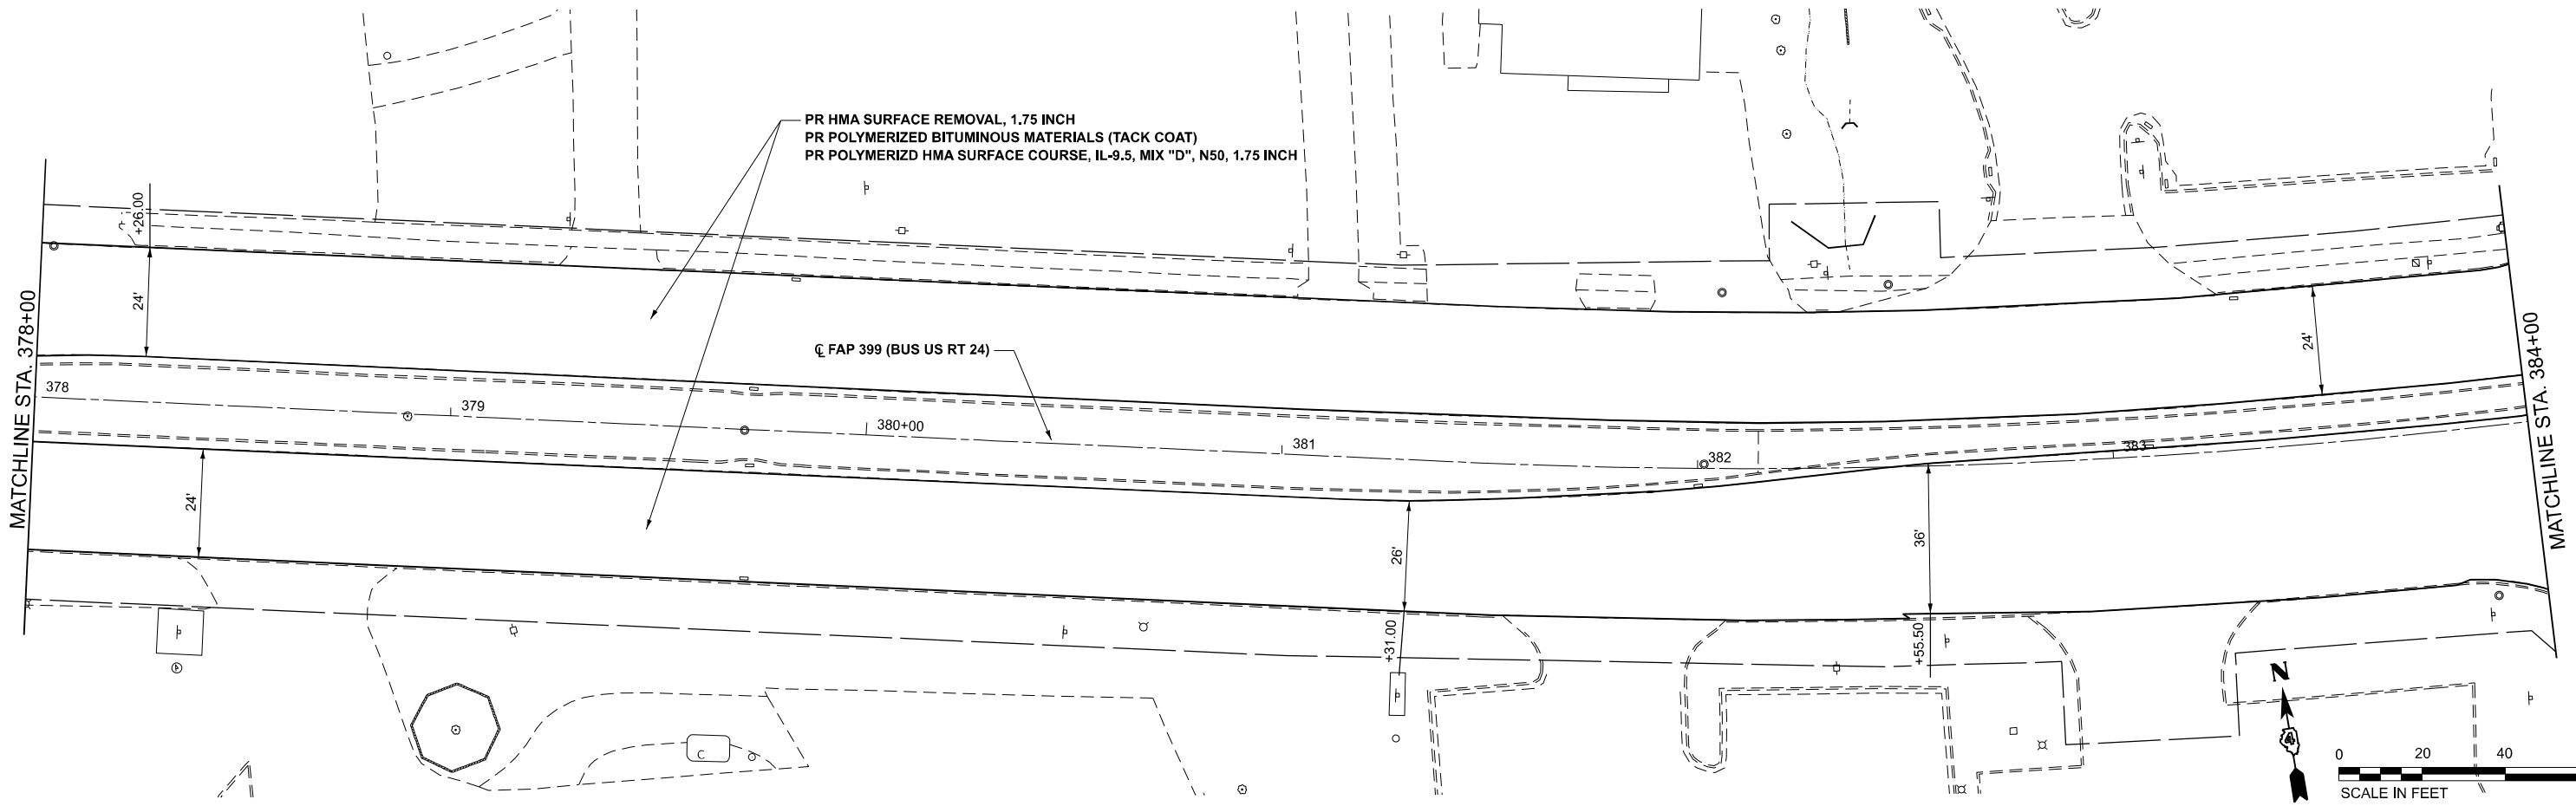 PR HMA SURFACE REMOVAL, 1.75 INCH
PR POLYMERIZED BITUMINOUS MATERIALS (TACK COAT)
PR POLYMERIZD HMA SURFACE COURSE, IL-9.5, MIX "D", N50, 1.75 INCH
+26.00
24'
MATCHLINE STA. 378+00
℄ FAP 399 (BUS US RT 24)
24'
MATCHLINE STA. 384+00
378
379
380+00
381
382
383
24'
26'
36'
+31.00
+55.50
C
N
4
0 20 40
SCALE IN FEET